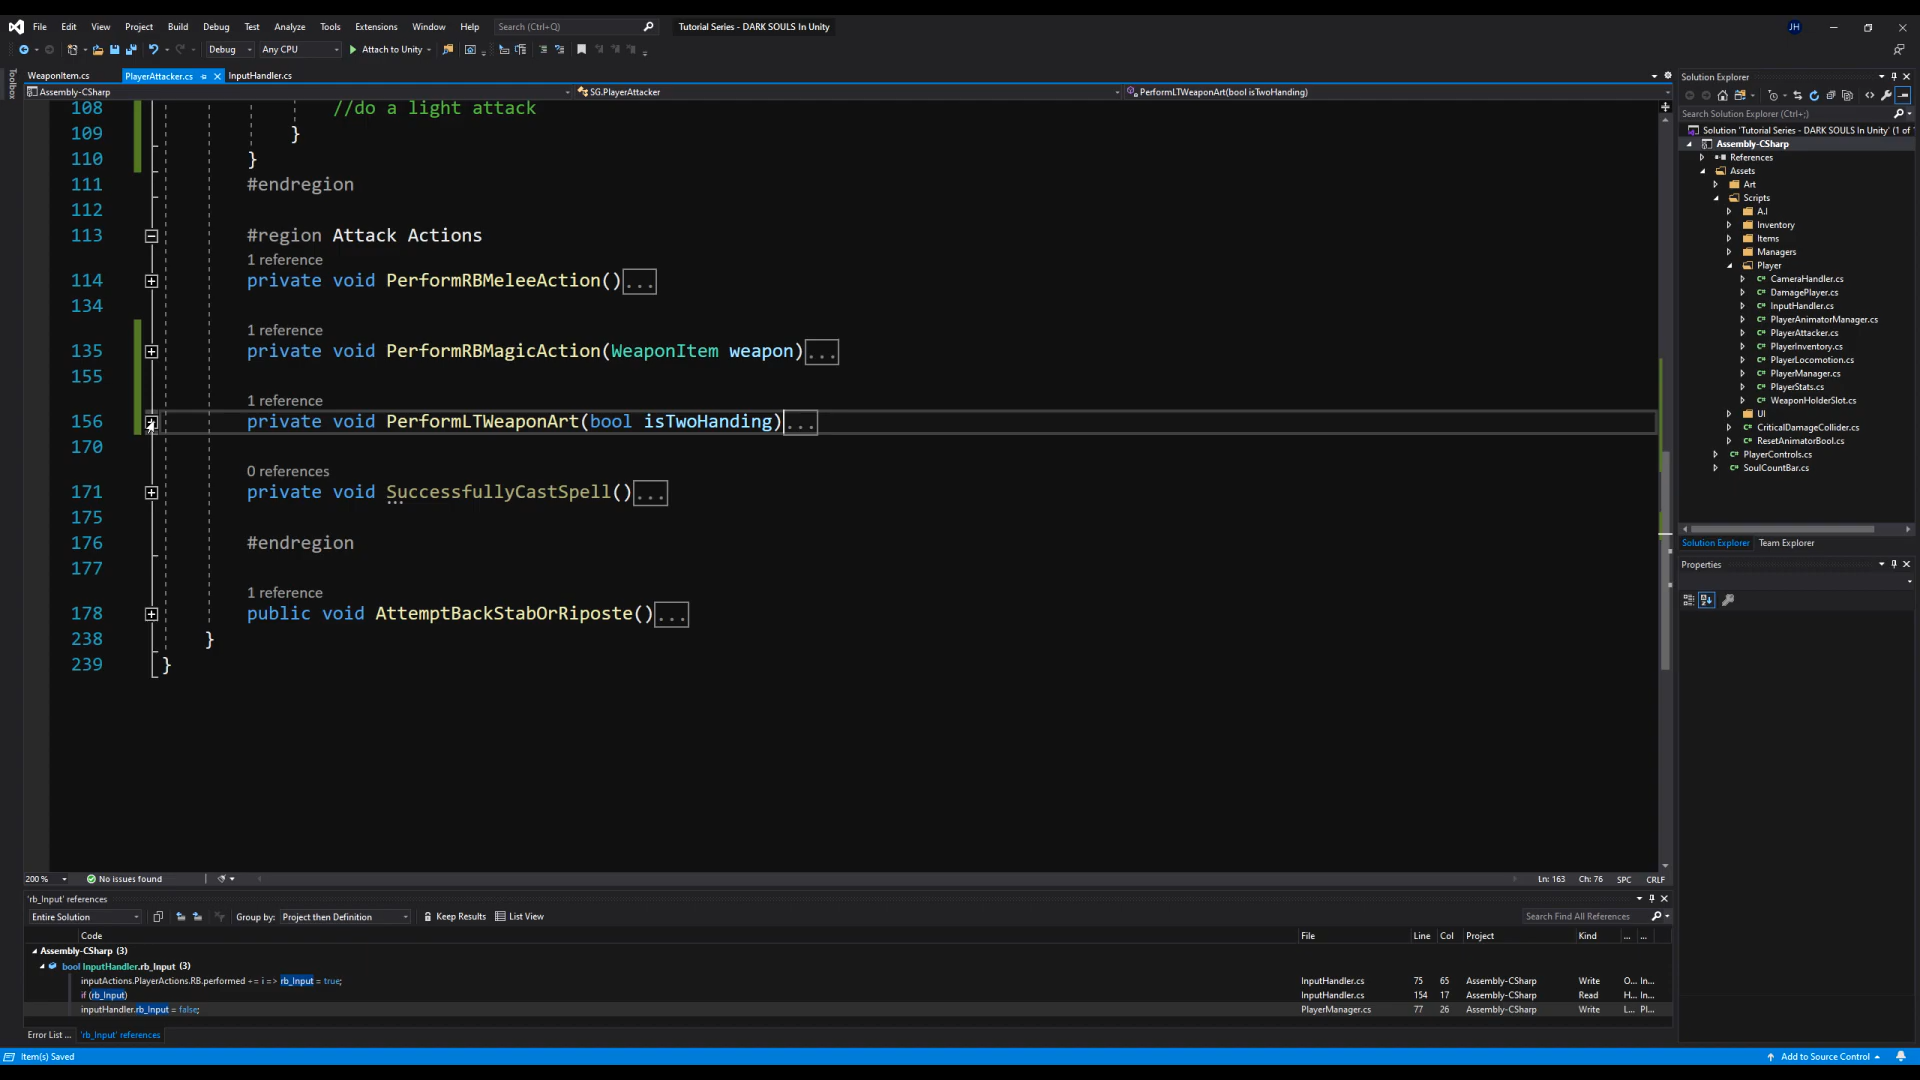 File Edit View Project Build Debug Test Analyze Tools Extensions Window Help Search (Ctrl+Q) Tutorial Series - DARK SOULS In Unity JH
Debug Any CPU Attach to Unity
Toolbox
WeaponItem.cs PlayerAttacker.cs InputHandler.cs
Assembly-CSharp SG.PlayerAttacker PerformLTWeaponArt(bool isTwoHanding)
108 //do a light attack
109 }
110 }
111 #endregion
112
113 #region Attack Actions
1 reference
114 private void PerformRBMeleeAction()...
134
1 reference
135 private void PerformRBMagicAction(WeaponItem weapon)...
155
1 reference
156 private void PerformLTWeaponArt(bool isTwoHanding)...
170
0 references
171 private void SuccessfullyCastSpell()...
175
176 #endregion
177
1 reference
178 public void AttemptBackStabOrRiposte()...
238 }
239 }
200 % No issues found Ln: 163 Ch: 76 SPC CRLF
Solution Explorer
Search Solution Explorer (Ctrl+;)
Solution 'Tutorial Series - DARK SOULS In Unity' (1 of 1
Assembly-CSharp
References
Assets
Art
Scripts
A.I
Inventory
Items
Managers
Player
CameraHandler.cs
DamagePlayer.cs
InputHandler.cs
PlayerAnimatorManager.cs
PlayerAttacker.cs
PlayerInventory.cs
PlayerLocomotion.cs
PlayerManager.cs
PlayerStats.cs
WeaponHolderSlot.cs
UI
CriticalDamageCollider.cs
ResetAnimatorBool.cs
PlayerControls.cs
SoulCountBar.cs
Solution Explorer Team Explorer
Properties
'rb_Input' references
Entire Solution Group by: Project then Definition Keep Results List View Search Find All References
Code File Line Col Project Kind ... ...
Assembly-CSharp (3)
bool InputHandler.rb_Input (3)
inputActions.PlayerActions.RB.performed += i => rb_Input = true; InputHandler.cs 75 65 Assembly-CSharp Write O... In...
if (rb_Input) InputHandler.cs 154 17 Assembly-CSharp Read H... In...
inputHandler.rb_Input = false; PlayerManager.cs 77 26 Assembly-CSharp Write L... Pl...
Error List ... 'rb_Input' references
Item(s) Saved Add to Source Control